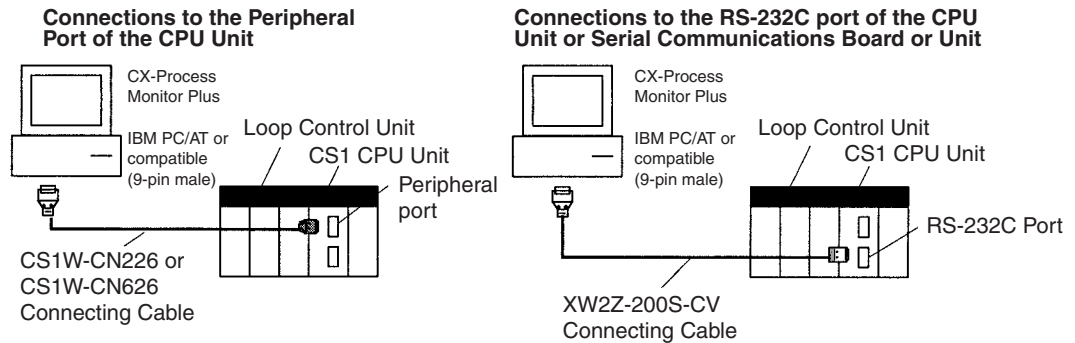 Connections to the Peripheral
Port of the CPU Unit
CX-Process
Monitor Plus
IBM PC/AT or
compatible
(9-pin male)
Loop Control Unit
CS1 CPU Unit
Peripheral
port
CS1W-CN226 or
CS1W-CN626
Connecting Cable
Connections to the RS-232C port of the CPU
Unit or Serial Communications Board or Unit
CX-Process
Monitor Plus
IBM PC/AT or
compatible
(9-pin male)
Loop Control Unit
CS1 CPU Unit
RS-232C Port
XW2Z-200S-CV
Connecting Cable